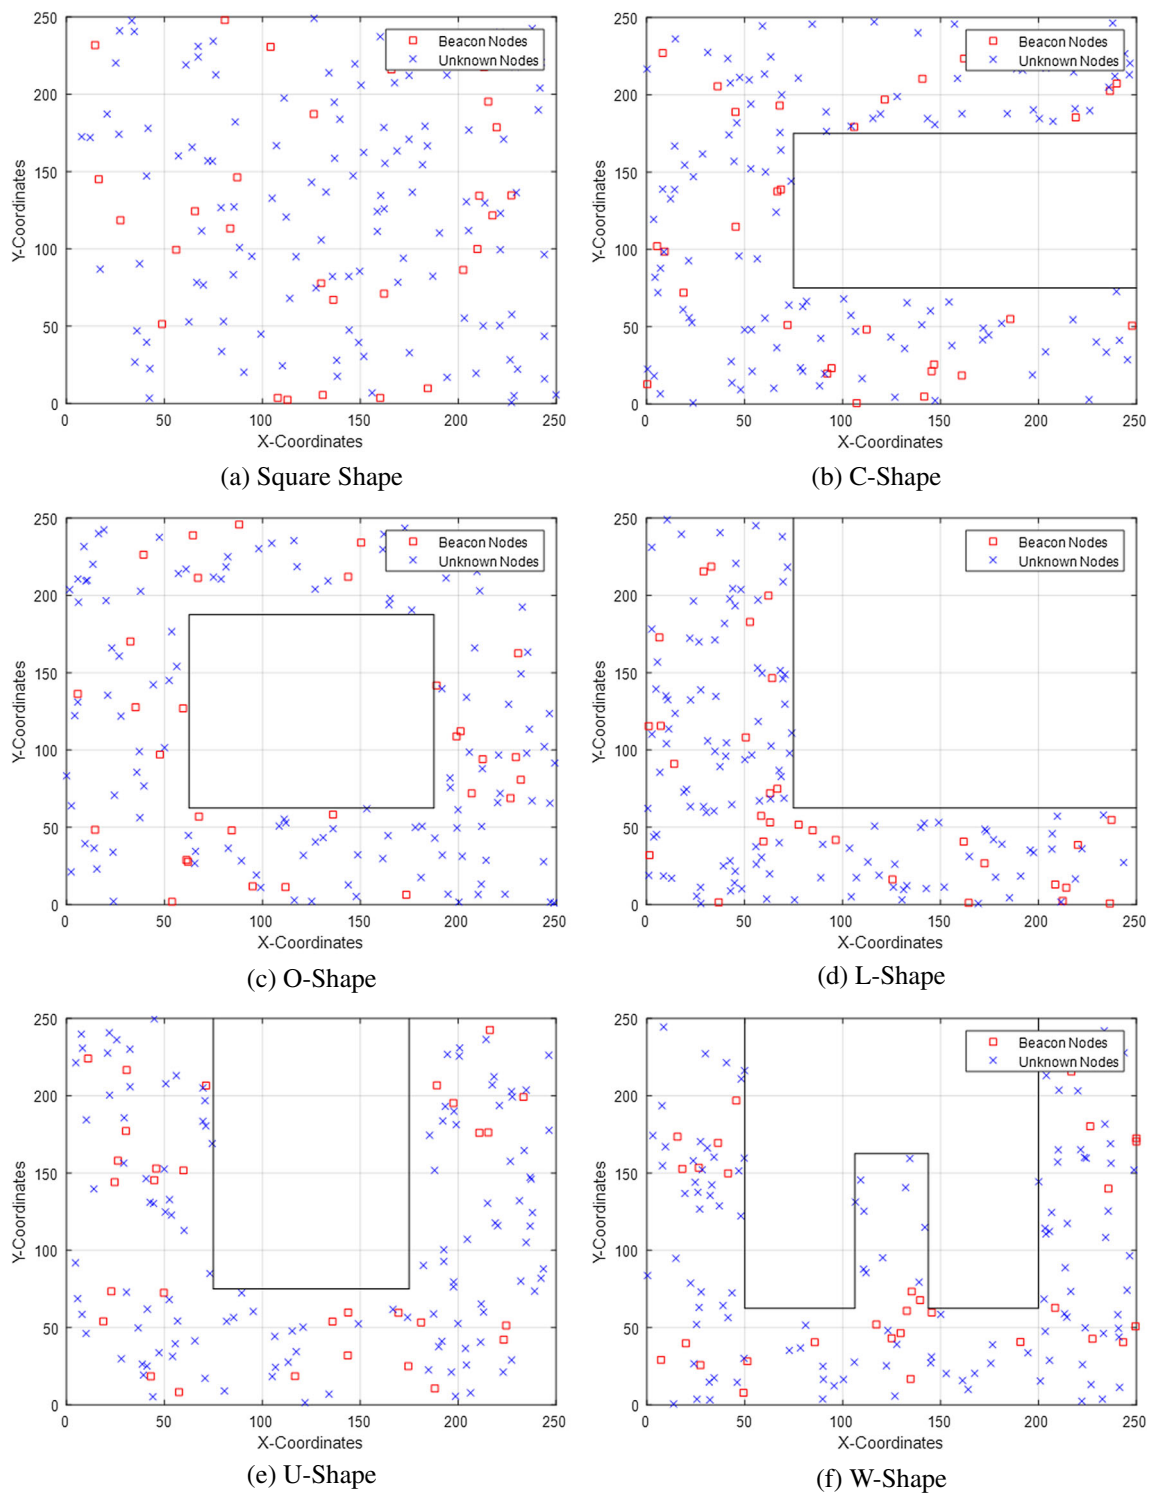 250
200
150
100
50
0
Y-Coordinates
Beacon Nodes
Unknown Nodes
0 50 100 150 200 250
X-Coordinates
(a) Square Shape
250
200
150
100
50
0
Y-Coordinates
Beacon Nodes
Unknown Nodes
0 50 100 150 200 250
X-Coordinates
(b) C-Shape
250
200
150
100
50
0
Y-Coordinates
Beacon Nodes
Unknown Nodes
0 50 100 150 200 250
X-Coordinates
(c) O-Shape
250
200
150
100
50
0
Y-Coordinates
Beacon Nodes
Unknown Nodes
0 50 100 150 200 250
X-Coordinates
(d) L-Shape
250
200
150
100
50
0
Y-Coordinates
0 50 100 150 200 250
X-Coordinates
(e) U-Shape
250
200
150
100
50
0
Y-Coordinates
Beacon Nodes
Unknown Nodes
0 50 100 150 200 250
X-Coordinates
(f) W-Shape